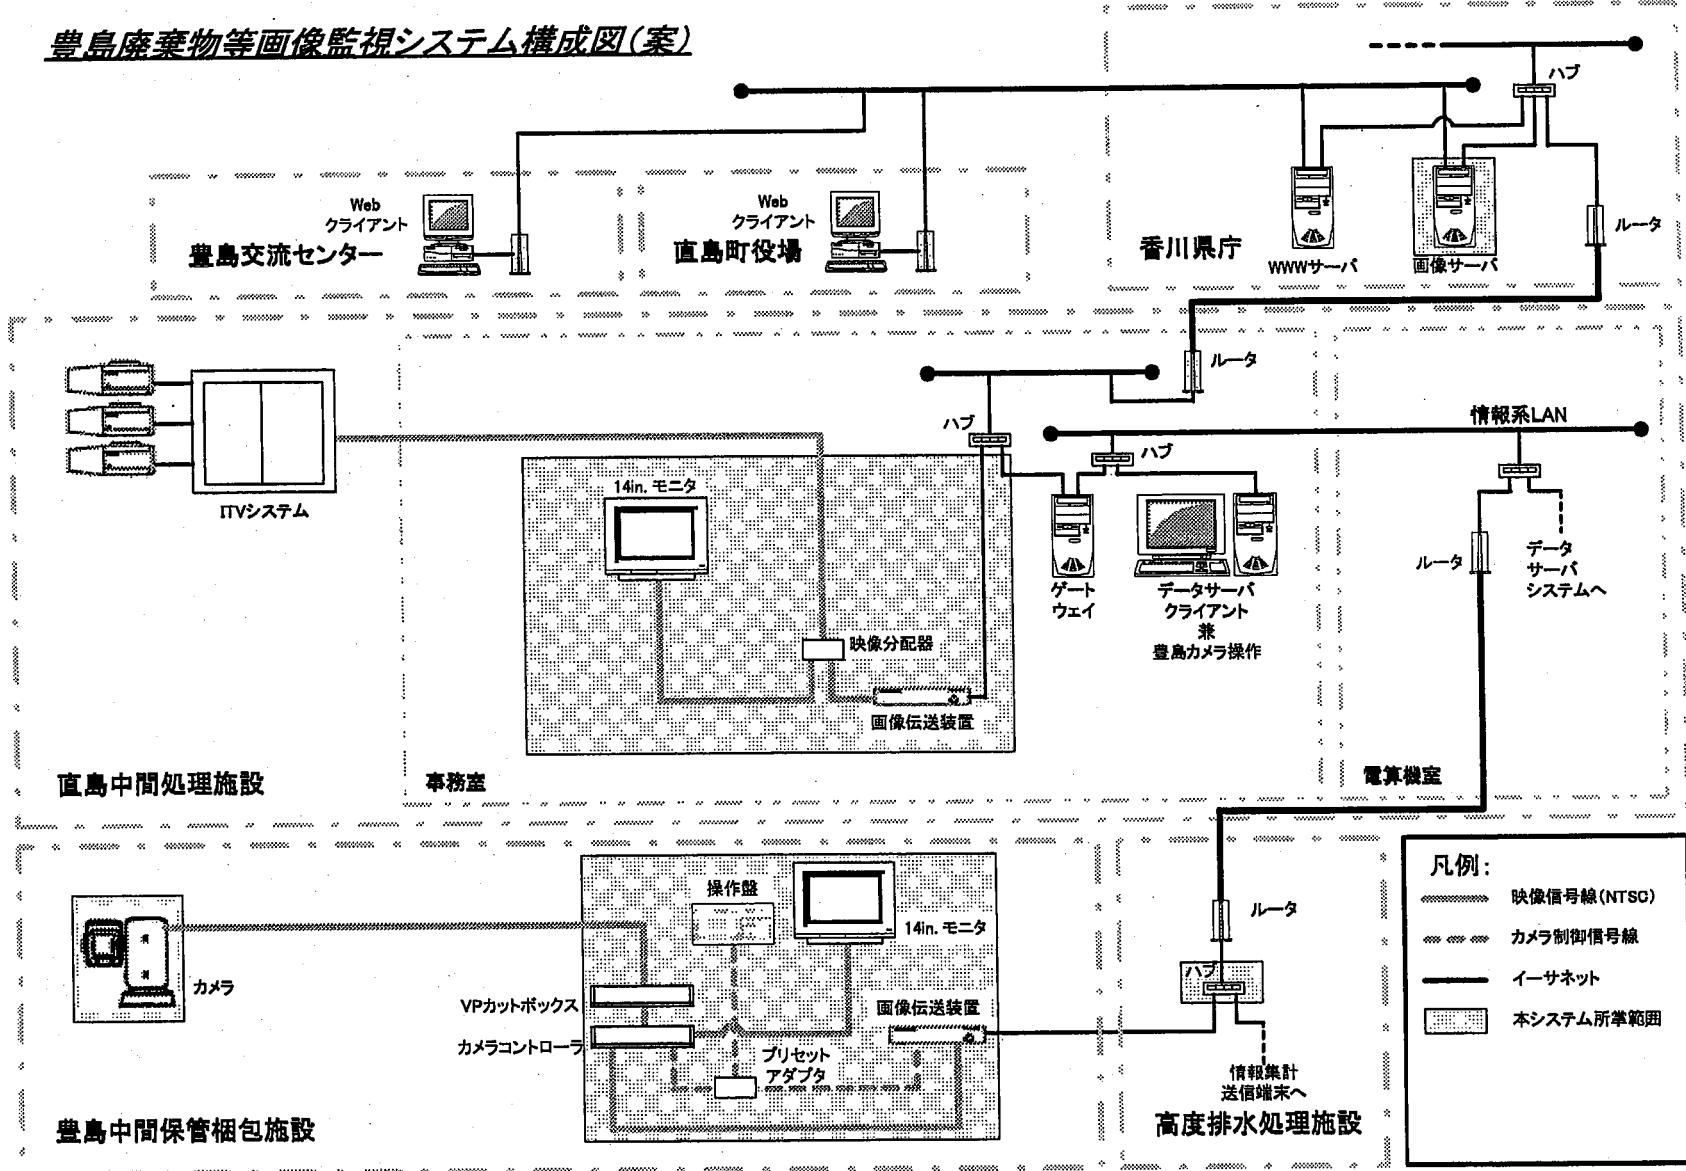 豊島廃棄物等画像監視システム構成図(案)
ハブ
Web
クライアント
豊島交流センター
Web
クライアント
直島町役場
香川県庁
WWWサーバ
画像サーバ
ルータ
ルータ
ITVシステム
ハブ
情報系LAN
ハブ
14in. モニタ
ゲート
ウェイ
データサーバ
クライアント
兼
豊島カメラ操作
ルータ
データ
サーバ
システムへ
映像分配器
画像伝送装置
直島中間処理施設
事務室
電算機室
カメラ
操作盤
14in. モニタ
VPカットボックス
カメラコントローラ
画像伝送装置
プリセット
アダプタ
豊島中間保管梱包施設
ルータ
ハブ
情報集計
送信端末へ
高度排水処理施設
凡例:
映像信号線(NTSC)
カメラ制御信号線
イーサネット
本システム所掌範囲